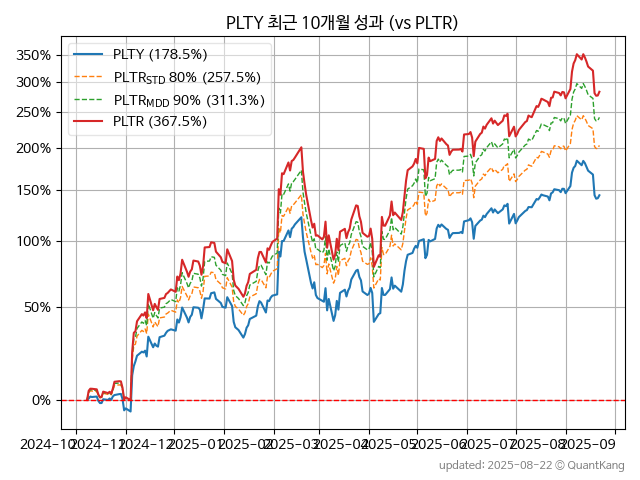 PLTY 최근 10개월 성과 (vs PLTR)
PLTY (178.5%)
PLTR_STD 80% (257.5%)
PLTR_MDD 90% (311.3%)
PLTR (367.5%)
350%
300%
250%
200%
150%
100%
50%
0%
2024-10 2024-11 2024-12 2025-01 2025-02 2025-03 2025-04 2025-05 2025-06 2025-07 2025-08 2025-09
updated: 2025-08-22 @ QuantKang